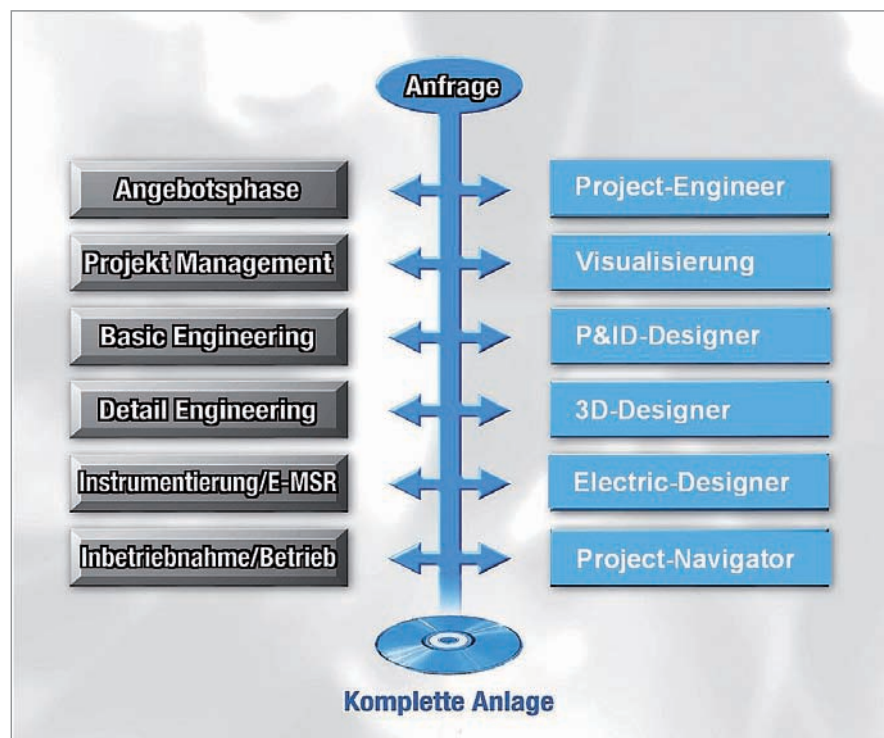 Anfrage
Angebotsphase
Project-Engineer
Projekt Management
Visualisierung
Basic Engineering
P&ID-Designer
Detail Engineering
3D-Designer
Instrumentierung/E-MSR
Electric-Designer
Inbetriebnahme/Betrieb
Project-Navigator
Komplette Anlage